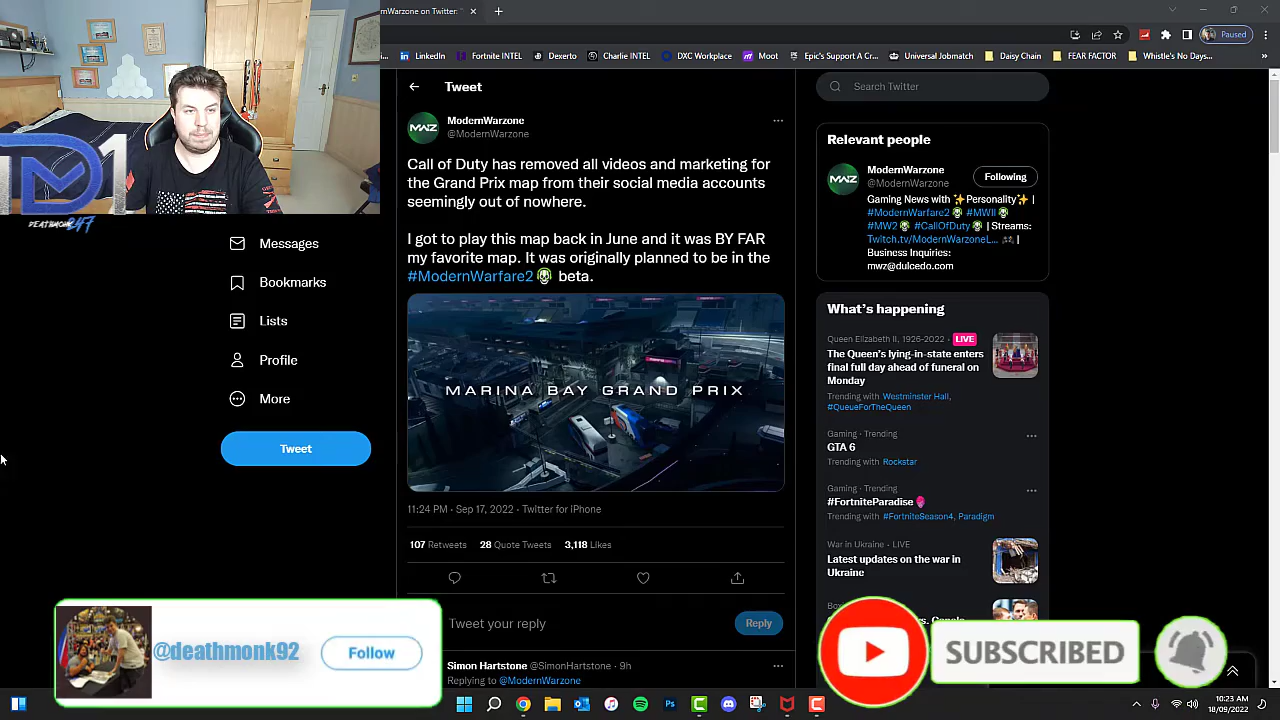 rnWarzone on Twitter:
Paused
LinkedIn
Fortnite INTEL
Dexerto
Charlie INTEL
DXC Workplace
Moot
Epic's Support A Cr...
Universal Jobmatch
Daisy Chain
FEAR FACTOR
Whistle's No Days...
Tweet
Search Twitter
ModernWarzone
@ModernWarzone
Call of Duty has removed all videos and marketing for
the Grand Prix map from their social media accounts
seemingly out of nowhere.
I got to play this map back in June and it was BY FAR
my favorite map. It was originally planned to be in the
#ModernWarfare2 beta.
MARINA BAY GRAND PRIX
11:24 PM · Sep 17, 2022 · Twitter for iPhone
107 Retweets 28 Quote Tweets 3,118 Likes
Tweet your reply
Reply
Simon Hartstone @SimonHartstone · 9h
Replying to @ModernWarzone
DM1
DEATHMONK 247
Messages
Bookmarks
Lists
Profile
More
Tweet
Relevant people
ModernWarzone
@ModernWarzone
Following
Gaming News with ✨Personality✨ |
#ModernWarfare2 #MWII
#MW2 #CallOfDuty | Streams:
Twitch.tv/ModernWarzoneL... |
Business Inquiries:
mwz@dulcedo.com
What's happening
Queen Elizabeth II, 1926-2022 · LIVE
The Queen's lying-in-state enters
final full day ahead of funeral on
Monday
Trending with Westminster Hall,
#QueueForTheQueen
Gaming · Trending
GTA 6
Trending with Rockstar
Gaming · Trending
#FortniteParadise
Trending with #FortniteSeason4, Paradigm
War in Ukraine · LIVE
Latest updates on the war in
Ukraine
@deathmonk92
Follow
SUBSCRIBED
10:23 AM
18/09/2022